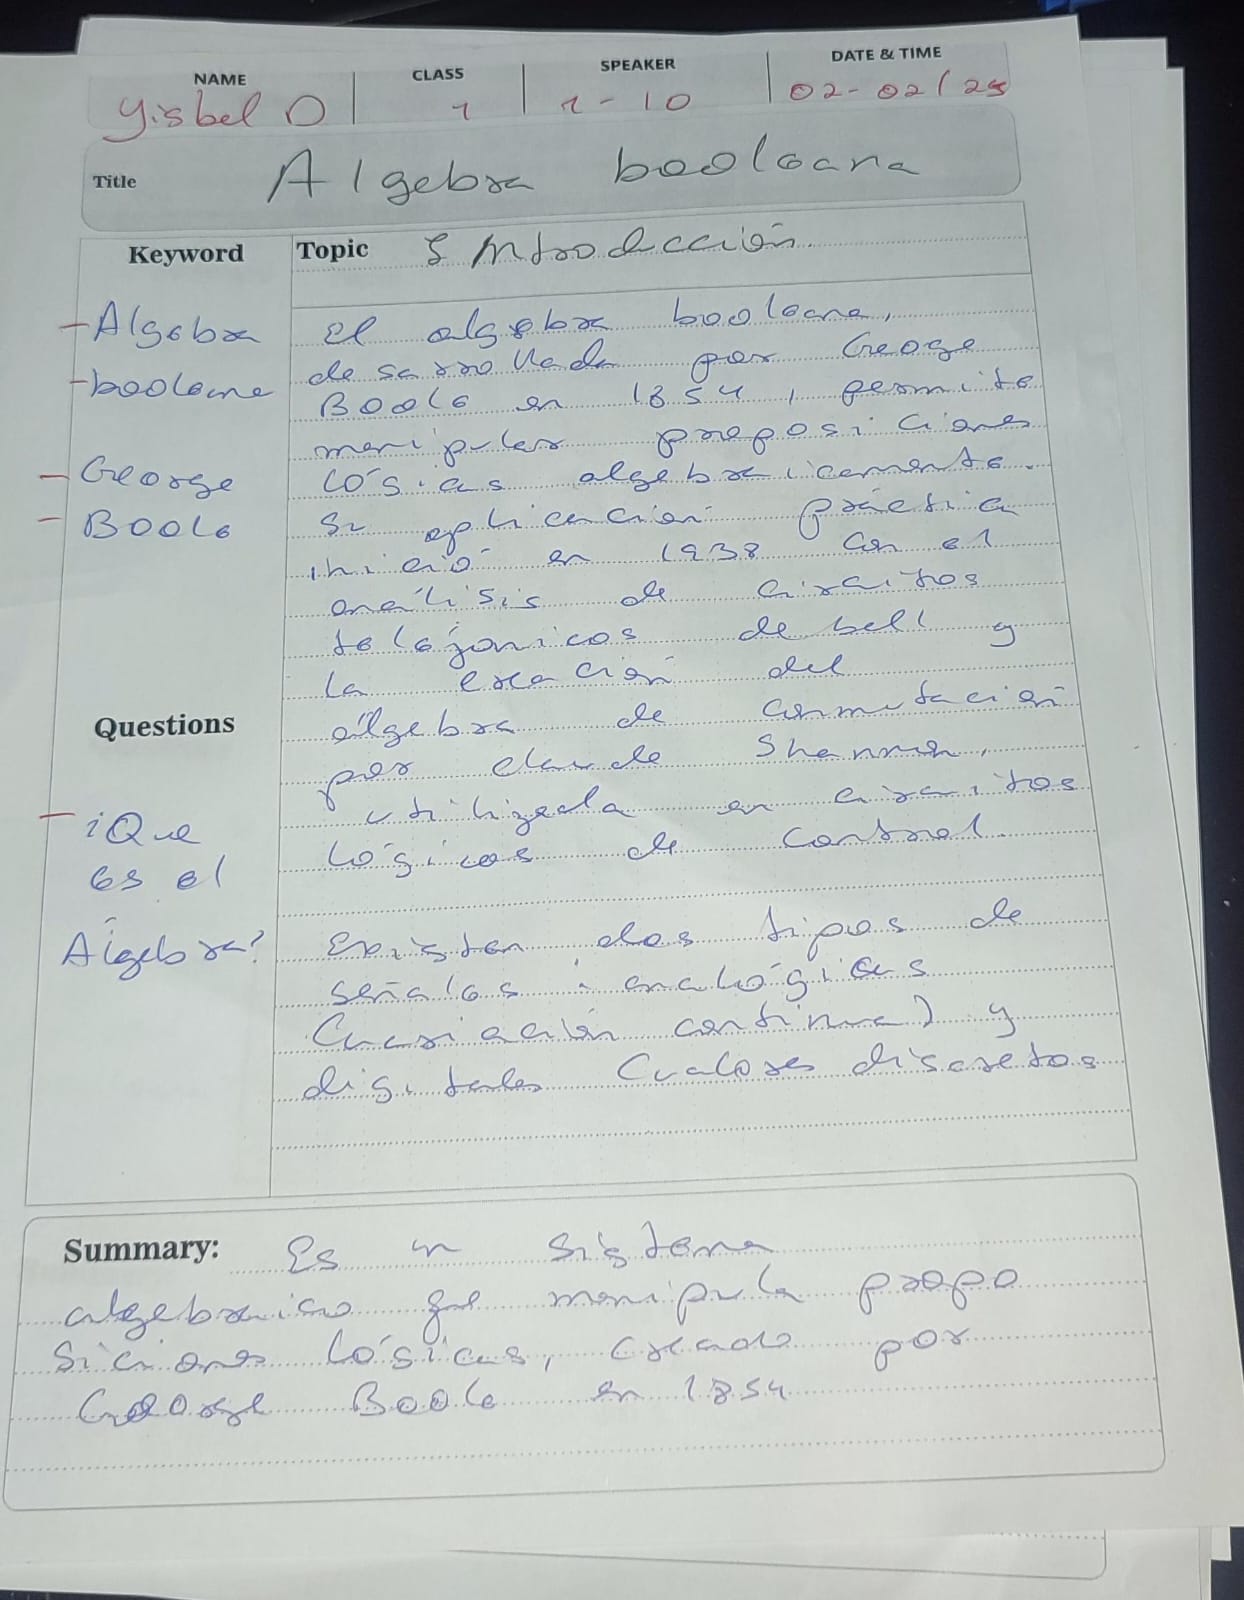 NAME CLASS SPEAKER DATE & TIME
Yisbel O 1 1-10 02-02/25
Title Algebra booleana
Keyword Topic Introducción.
- Algebra
- booleana
- George
- Boole
El algebra booleana,
desarrollada por George
Boole en 1854, permite
manipular proposiciones
lógicas algebraicamente.
Su aplicación práctica
inició en 1938 con el
análisis de circuitos
telefónicos de bell y
la creación del
álgebra de conmutación
por claude Shannon,
utilizada en circuitos
lógicos de control.
Existen dos tipos de
señales: analógicas
(variación continua) y
digitales (valores discretos
Questions
- ¿Que
es el
Algebra?
Summary: Es un sistema
algebraico que manipula propo
siciones lógicas, creado por
George Boole en 1854